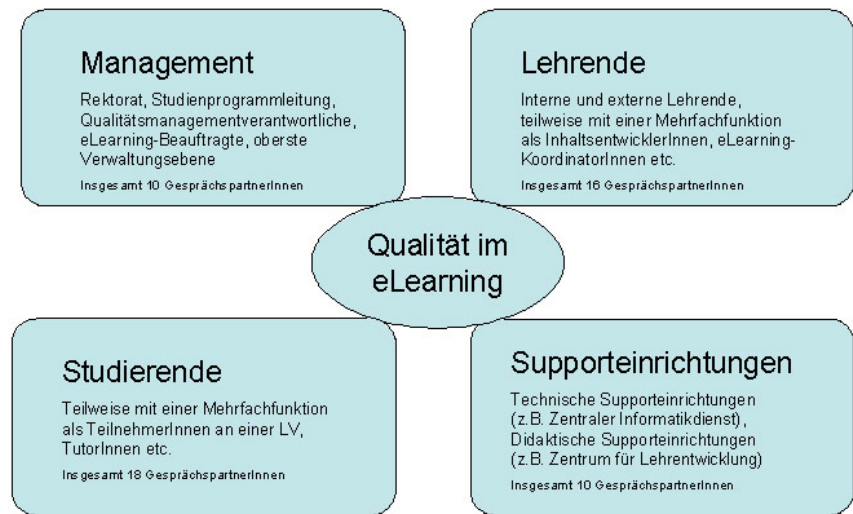 Management
Rektorat, Studienprogrammleitung,
Qualitätsmanagementverantwortliche,
eLearning-Beauftragte, oberste
Verwaltungsebene
Insgesamt 10 GesprächspartnerInnen
Lehrende
Interne und externe Lehrende,
teilweise mit einer Mehrfachfunktion
als InhaltsentwicklerInnen, eLearning-
KoordinatorInnen etc.
Insgesamt 16 GesprächspartnerInnen
Qualität im
eLearning
Studierende
Teilweise mit einer Mehrfachfunktion
als TeilnehmerInnen an einer LV,
TutorInnen etc.
Insgesamt 18 GesprächspartnerInnen
Supporteinrichtungen
Technische Supporteinrichtungen
(z.B. Zentraler Informatikdienst),
Didaktische Supporteinrichtungen
(z.B. Zentrum für Lehrentwicklung)
Insgesamt 10 GesprächspartnerInnen